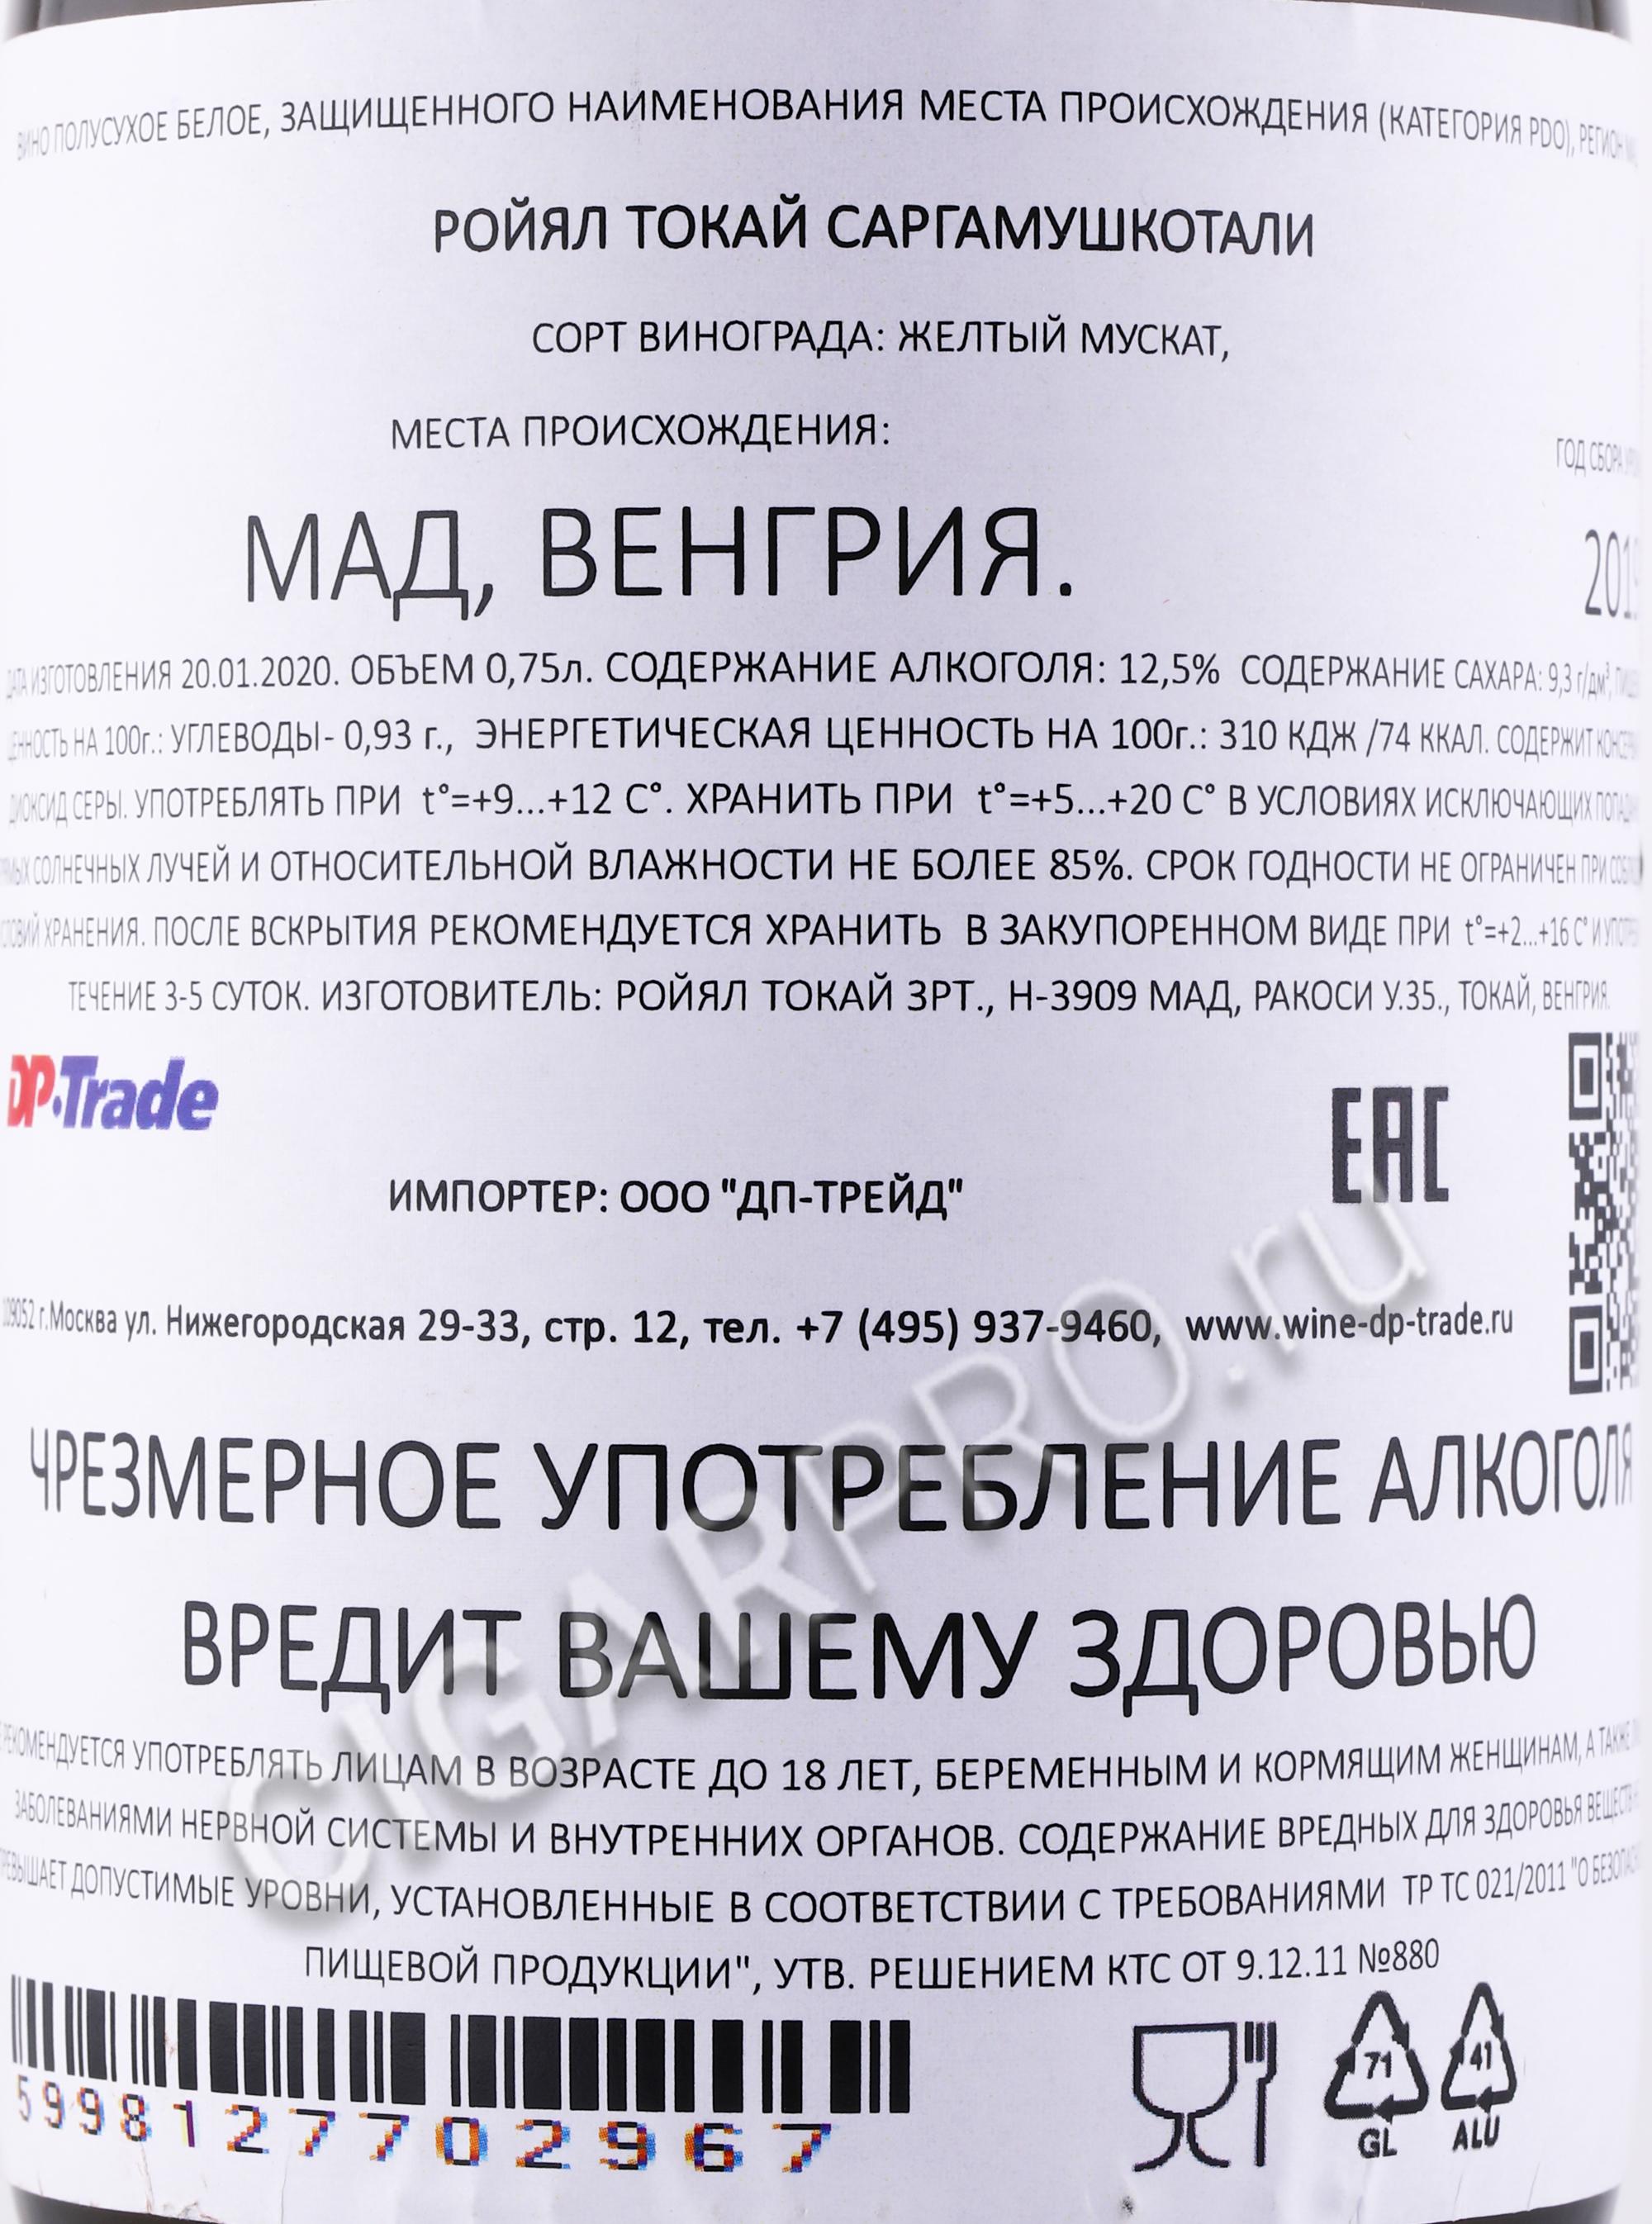 ВИНО ПОЛУСУХОЕ БЕЛОЕ, ЗАЩИЩЕННОГО НАИМЕНОВАНИЯ МЕСТА ПРОИСХОЖДЕНИЯ (КАТЕГОРИЯ PDO), РЕГИОН
РОЙЯЛ ТОКАЙ САРГАМУШКОТАЛИ
СОРТ ВИНОГРАДА: ЖЕЛТЫЙ МУСКАТ,
МЕСТА ПРОИСХОЖДЕНИЯ:
ГОД СБОРА
МАД, ВЕНГРИЯ.
ДАТА ИЗГОТОВЛЕНИЯ 20.01.2020. ОБЪЕМ 0,75л. СОДЕРЖАНИЕ АЛКОГОЛЯ: 12,5% СОДЕРЖАНИЕ САХАРА: 9,3 г/дм³,
ЦЕННОСТЬ НА 100г.: УГЛЕВОДЫ- 0,93 г., ЭНЕРГЕТИЧЕСКАЯ ЦЕННОСТЬ НА 100г.: 310 КДЖ /74 ККАЛ. СОДЕРЖИТ
ДИОКСИД СЕРЫ. УПОТРЕБЛЯТЬ ПРИ t°=+9...+12 С°. ХРАНИТЬ ПРИ t°=+5...+20 С° В УСЛОВИЯХ ИСКЛЮЧАЮЩИХ
СОЛНЕЧНЫХ ЛУЧЕЙ И ОТНОСИТЕЛЬНОЙ ВЛАЖНОСТИ НЕ БОЛЕЕ 85%. СРОК ГОДНОСТИ НЕ ОГРАНИЧЕН ПРИ
ХРАНЕНИЯ. ПОСЛЕ ВСКРЫТИЯ РЕКОМЕНДУЕТСЯ ХРАНИТЬ В ЗАКУПОРЕННОМ ВИДЕ ПРИ t°=+2...+16 С° И
ТЕЧЕНИЕ 3-5 СУТОК. ИЗГОТОВИТЕЛЬ: РОЙЯЛ ТОКАЙ ЗРТ., Н-3909 МАД, РАКОСИ У.35., ТОКАЙ, ВЕНГРИЯ.
DP-Trade
EAC
ИМПОРТЕР: ООО "ДП-ТРЕЙД"
109052 г.Москва ул. Нижегородская 29-33, стр. 12, тел. +7 (495) 937-9460, www.wine-dp-trade.ru
ЧРЕЗМЕРНОЕ УПОТРЕБЛЕНИЕ АЛКОГОЛЯ
ВРЕДИТ ВАШЕМУ ЗДОРОВЬЮ
РЕКОМЕНДУЕТСЯ УПОТРЕБЛЯТЬ ЛИЦАМ В ВОЗРАСТЕ ДО 18 ЛЕТ, БЕРЕМЕННЫМ И КОРМЯЩИМ ЖЕНЩИНАМ, А ТАКЖЕ
ЗАБОЛЕВАНИЯМИ НЕРВНОЙ СИСТЕМЫ И ВНУТРЕННИХ ОРГАНОВ. СОДЕРЖАНИЕ ВРЕДНЫХ ДЛЯ ЗДОРОВЬЯ
ДОПУСТИМЫЕ УРОВНИ, УСТАНОВЛЕННЫЕ В СООТВЕТСТВИИ С ТРЕБОВАНИЯМИ ТР ТС 021/2011 "О
ПИЩЕВОЙ ПРОДУКЦИИ", УТВ. РЕШЕНИЕМ КТС ОТ 9.12.11 №880
5998127702967
71
GL
41
ALU
CIGARPRO.ru